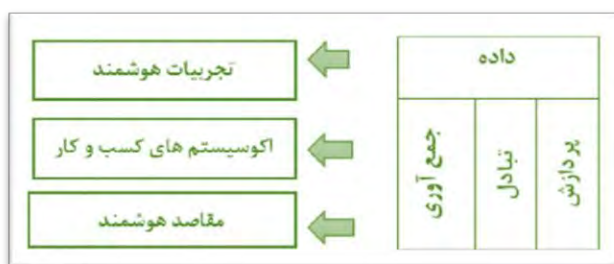 داده
جمع آوری
تبادل
پردازش
تجربیات هوشمند
اکوسیستم های کسب و کار
مقاصد هوشمند